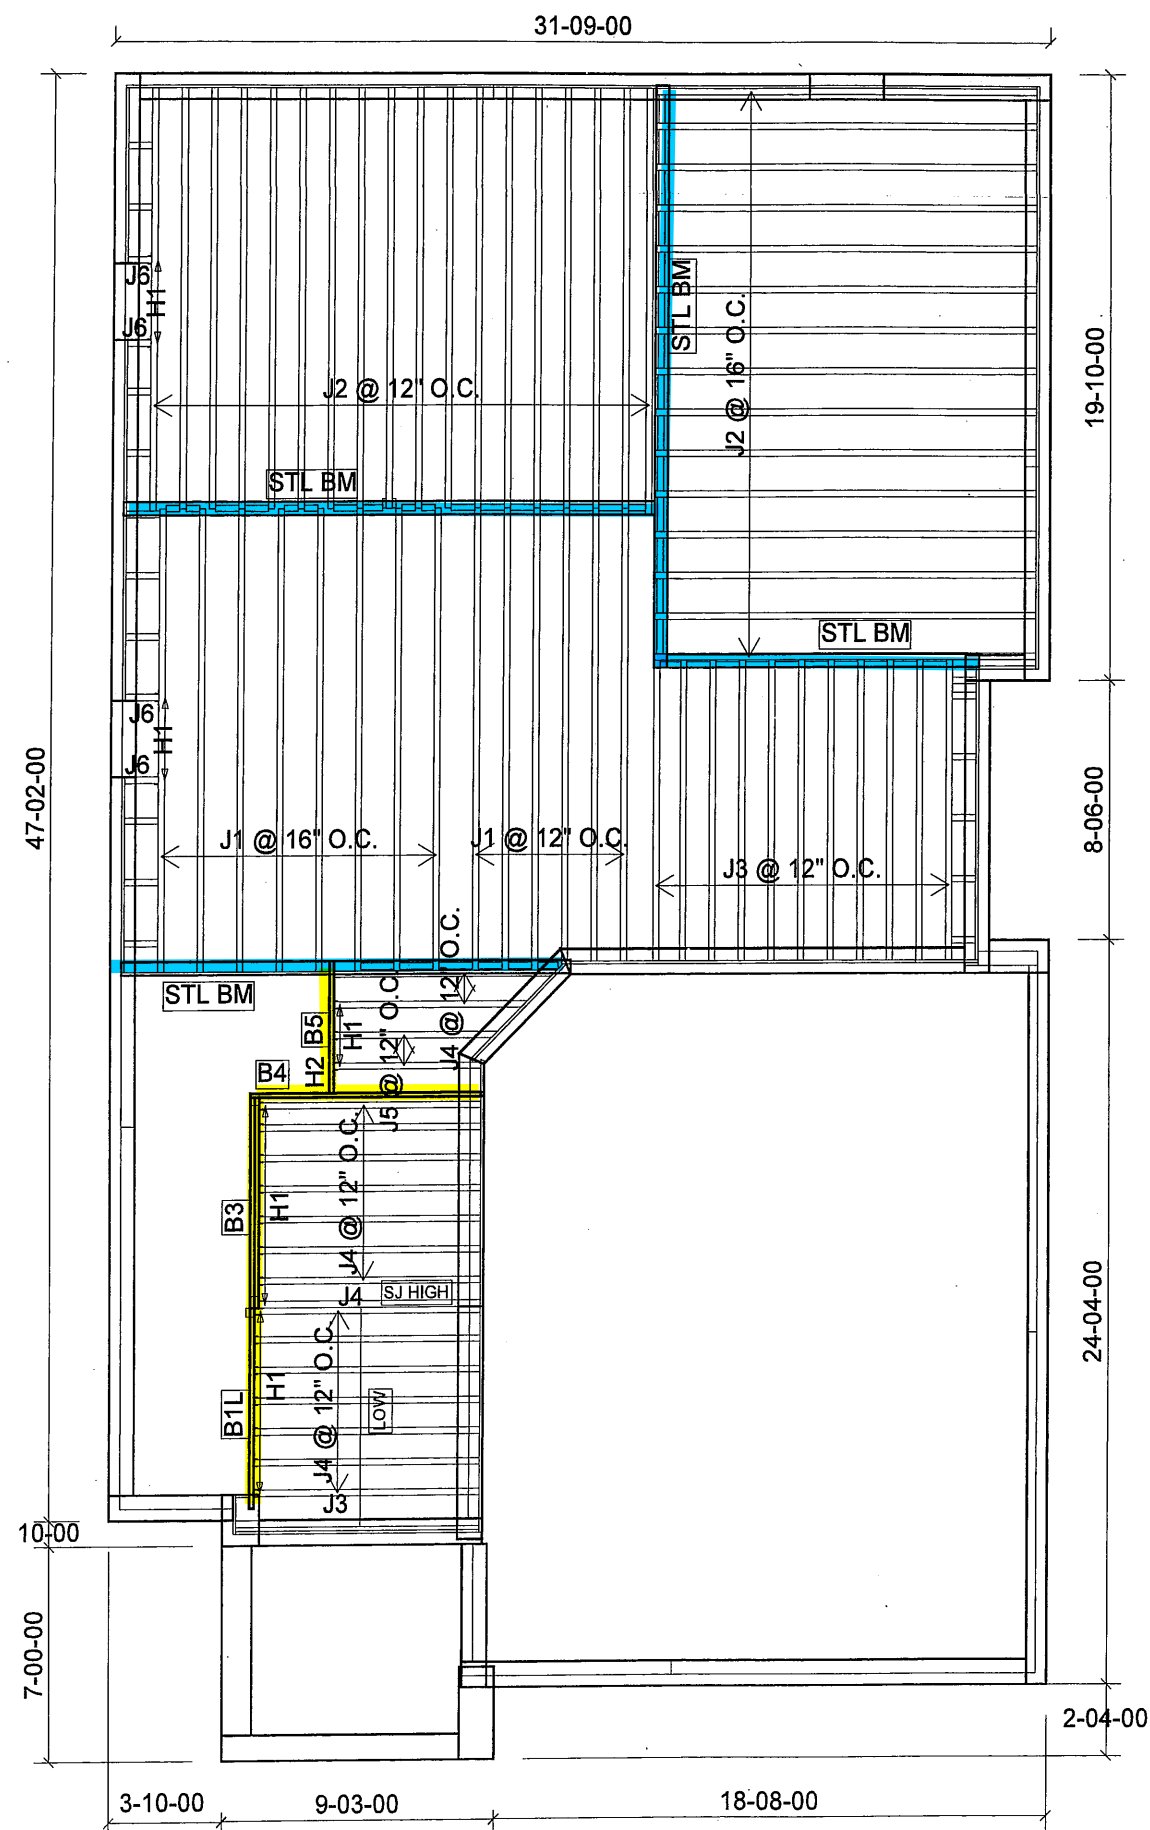 31-09-00
J6
H1
J6
STL BM
J2 @ 16" O.C.
19-10-00
J2 @ 12" O.C.
STL BM
STL BM
J6
H1
J6
47-02-00
8-06-00
J1 @ 16" O.C.
J1 @ 12" O.C.
J3 @ 12" O.C.
STL BM
B5
H1
H2
J5 @ 12" O.C.
J4 @ 12" O.C.
B4
B3
H1
J4 @ 12" O.C.
J4
SJ HIGH
B1L
H1
J4 @ 12" O.C.
LOW
J3
24-04-00
10-00
7-00-00
2-04-00
3-10-00
9-03-00
18-08-00